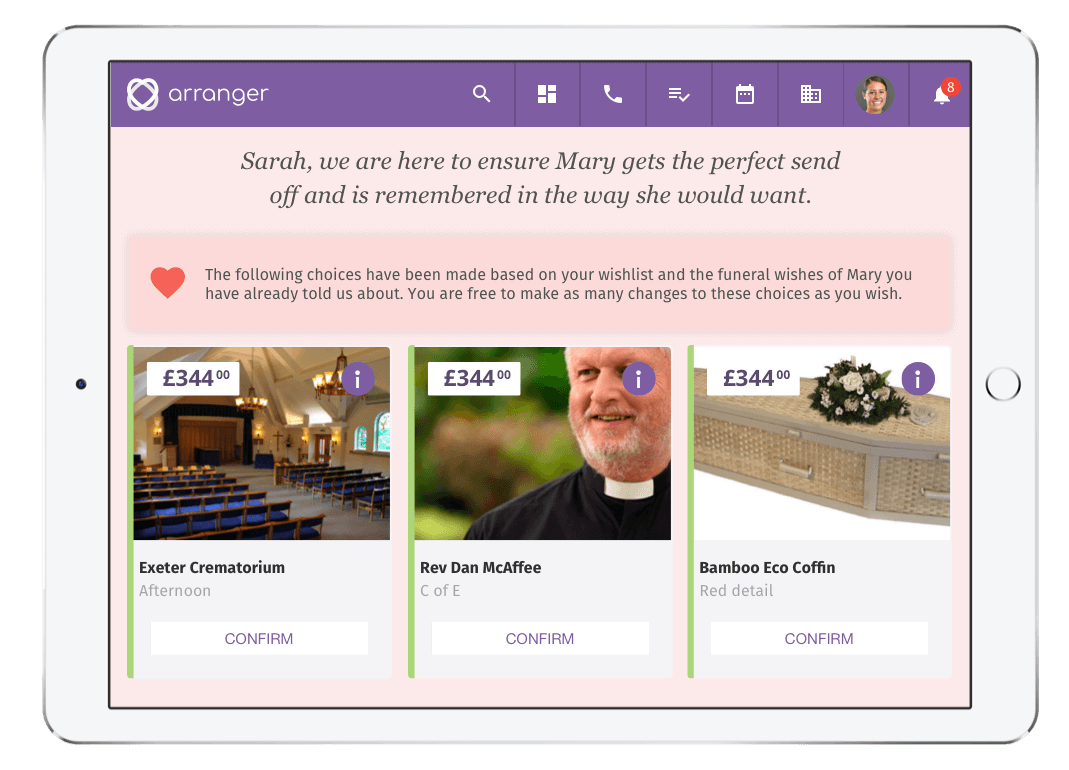 arranger
8
Sarah, we are here to ensure Mary gets the perfect send
off and is remembered in the way she would want.
The following choices have been made based on your wishlist and the funeral wishes of Mary you
have already told us about. You are free to make as many changes to these choices as you wish.
£344 00
i
£344 00
i
£344 00
i
Exeter Crematorium
Afternoon
CONFIRM
Rev Dan McAffee
C of E
CONFIRM
Bamboo Eco Coffin
Red detail
CONFIRM